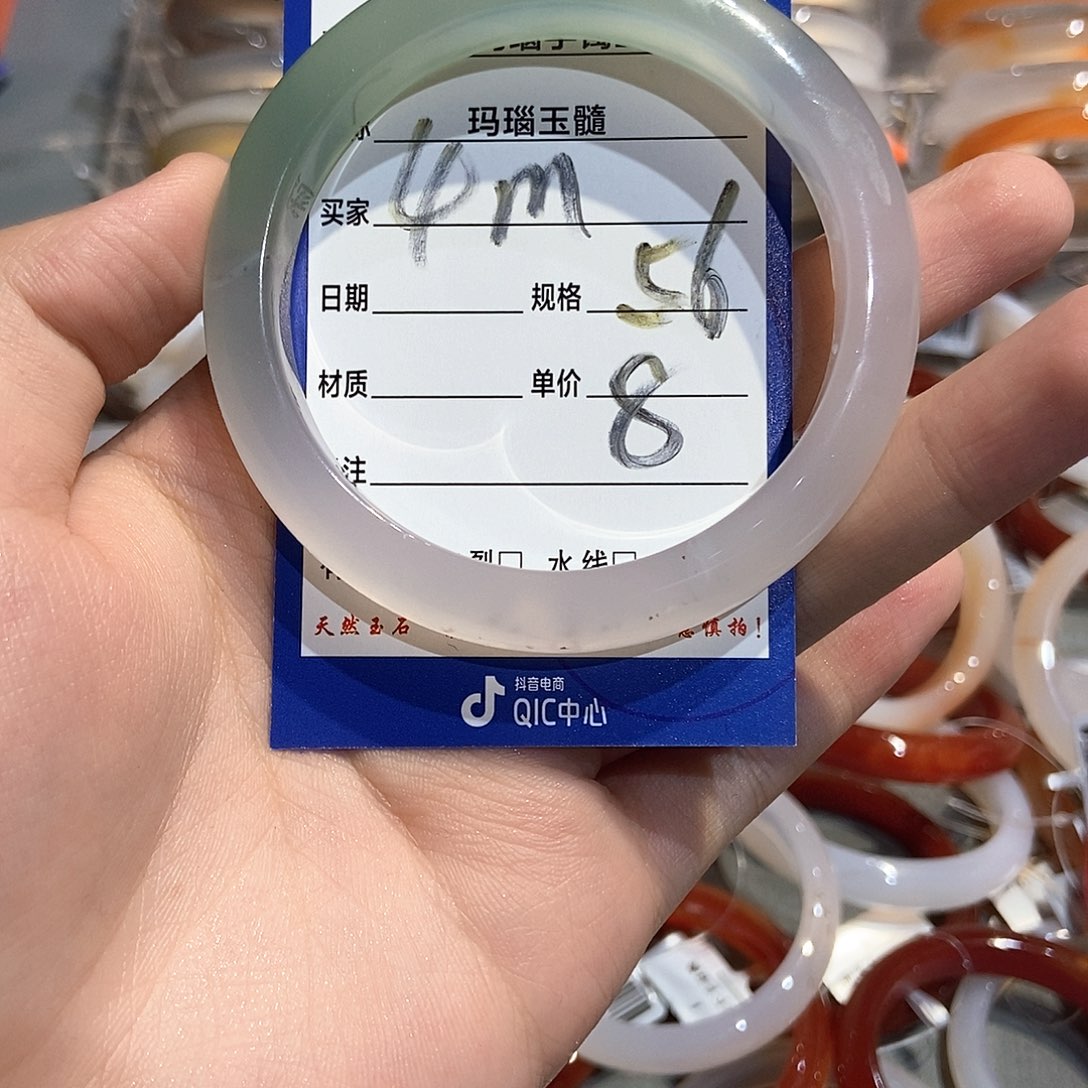 玛瑙玉髓
买家 4m
日期 规格 56
材质 单价 8
注
水线□
天然玉石 慎拍!
抖音电商
QIC中心